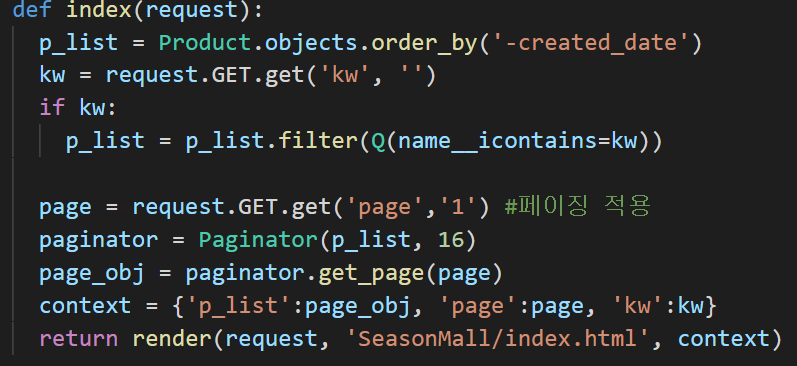 def index(request):
p_list = Product.objects.order_by('-created_date')
kw = request.GET.get('kw', '')
if kw:
p_list = p_list.filter(Q(name__icontains=kw))
page = request.GET.get('page','1') #페이징 적용
paginator = Paginator(p_list, 16)
page_obj = paginator.get_page(page)
context = {'p_list':page_obj, 'page':page, 'kw':kw}
return render(request, 'SeasonMall/index.html', context)